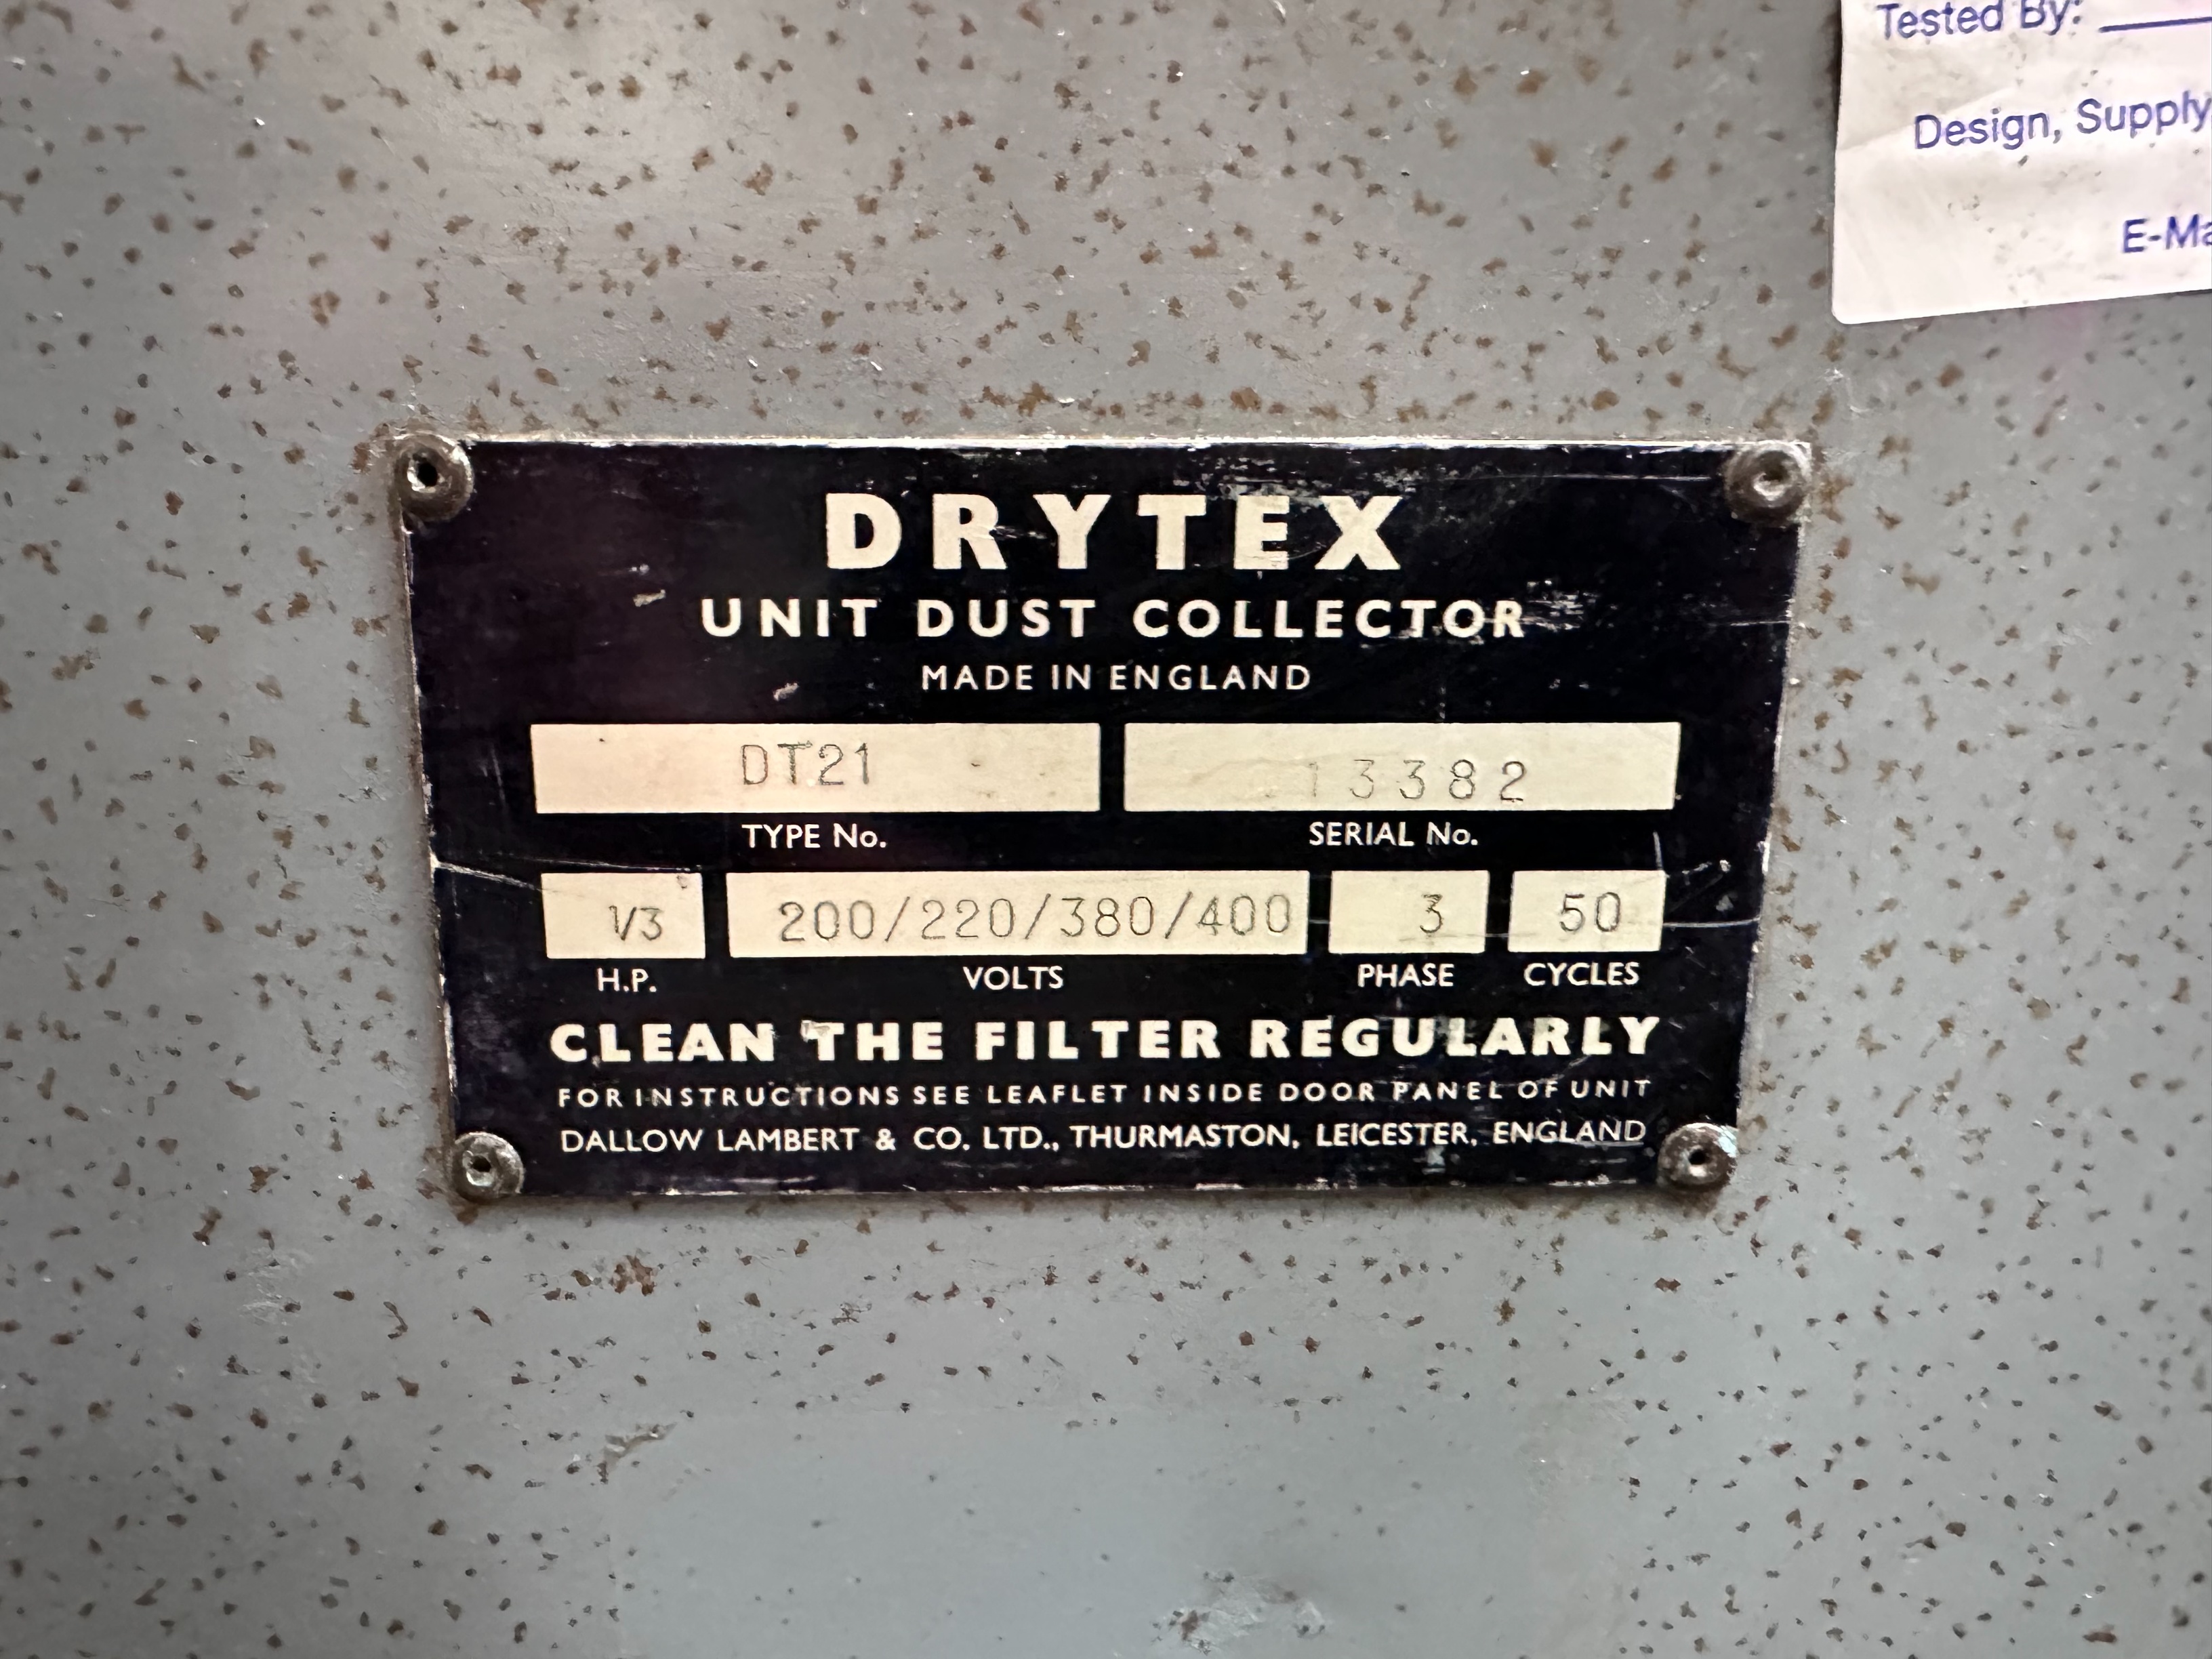 Tested By:
Design, Supply
E-Ma
DRYTEX
UNIT DUST COLLECTOR
MADE IN ENGLAND
DT21 13382
TYPE No. SERIAL No.
1/3 200/220/380/400 3 50
H.P. VOLTS PHASE CYCLES
CLEAN THE FILTER REGULARLY
FOR INSTRUCTIONS SEE LEAFLET INSIDE DOOR PANEL OF UNIT
DALLOW LAMBERT & CO. LTD., THURMASTON, LEICESTER, ENGLAND